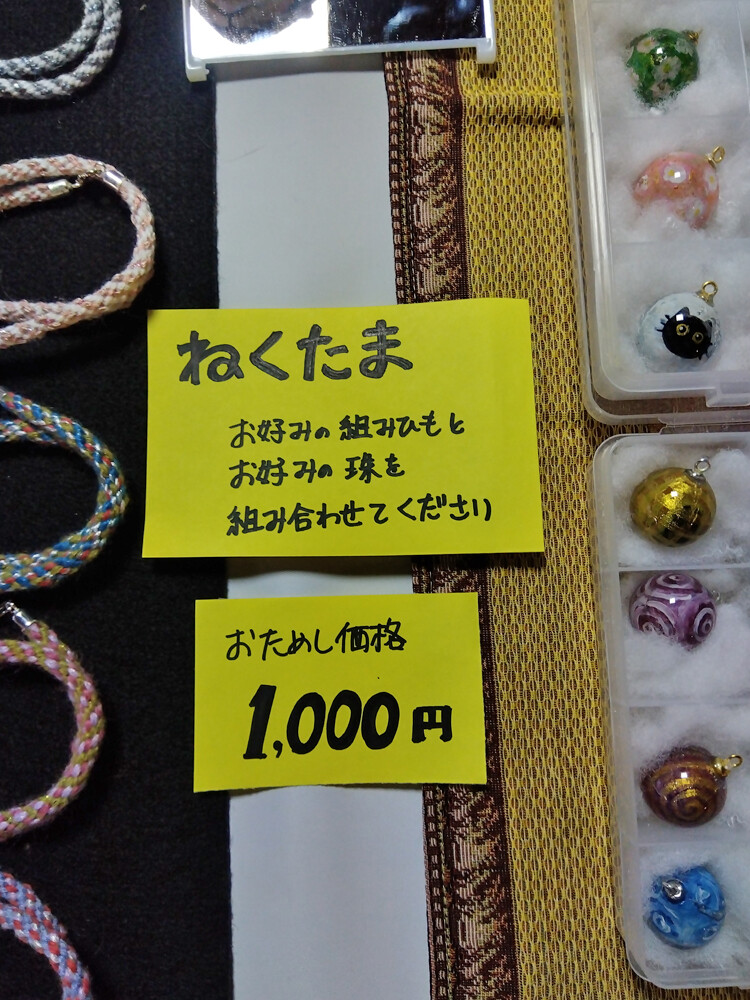 ねくたま
お好みの組みひもと
お好みの珠を
組み合わせてください
おためし価格
1,000円